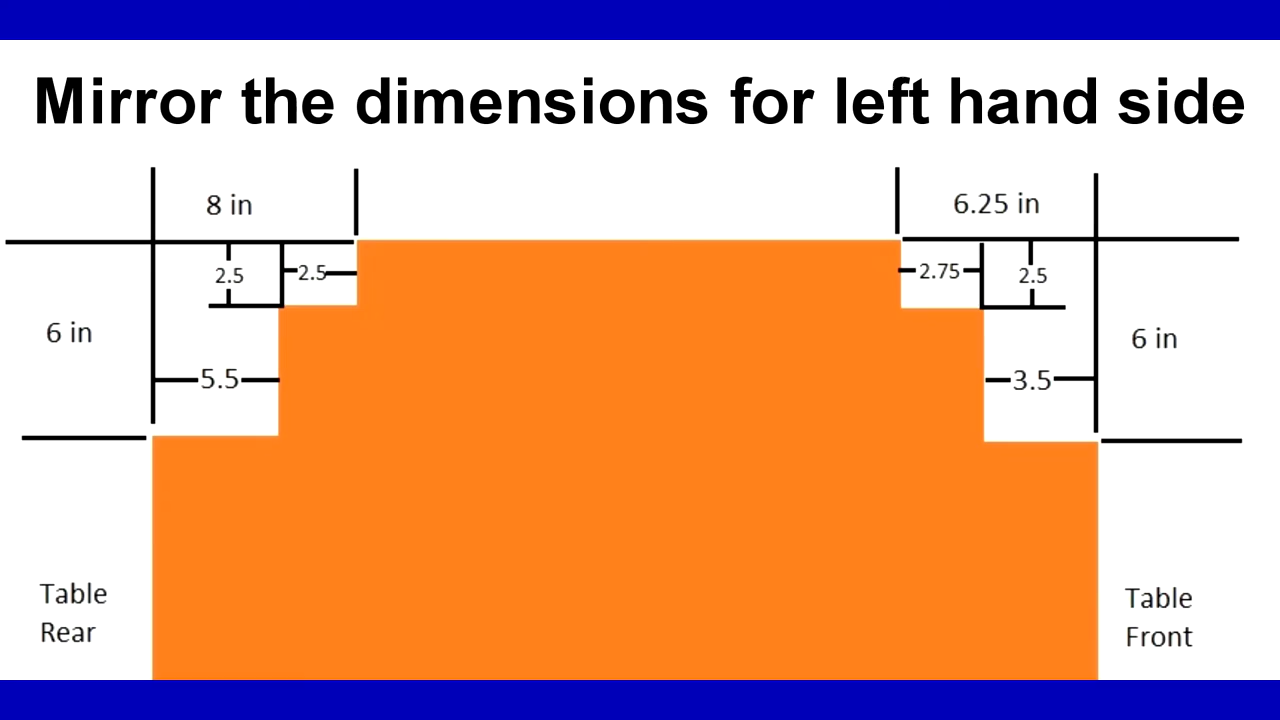 Mirror the dimensions for left hand side
8 in
6.25 in
2.5
2.5
2.75
2.5
6 in
6 in
5.5
3.5
Table
Rear
Table
Front